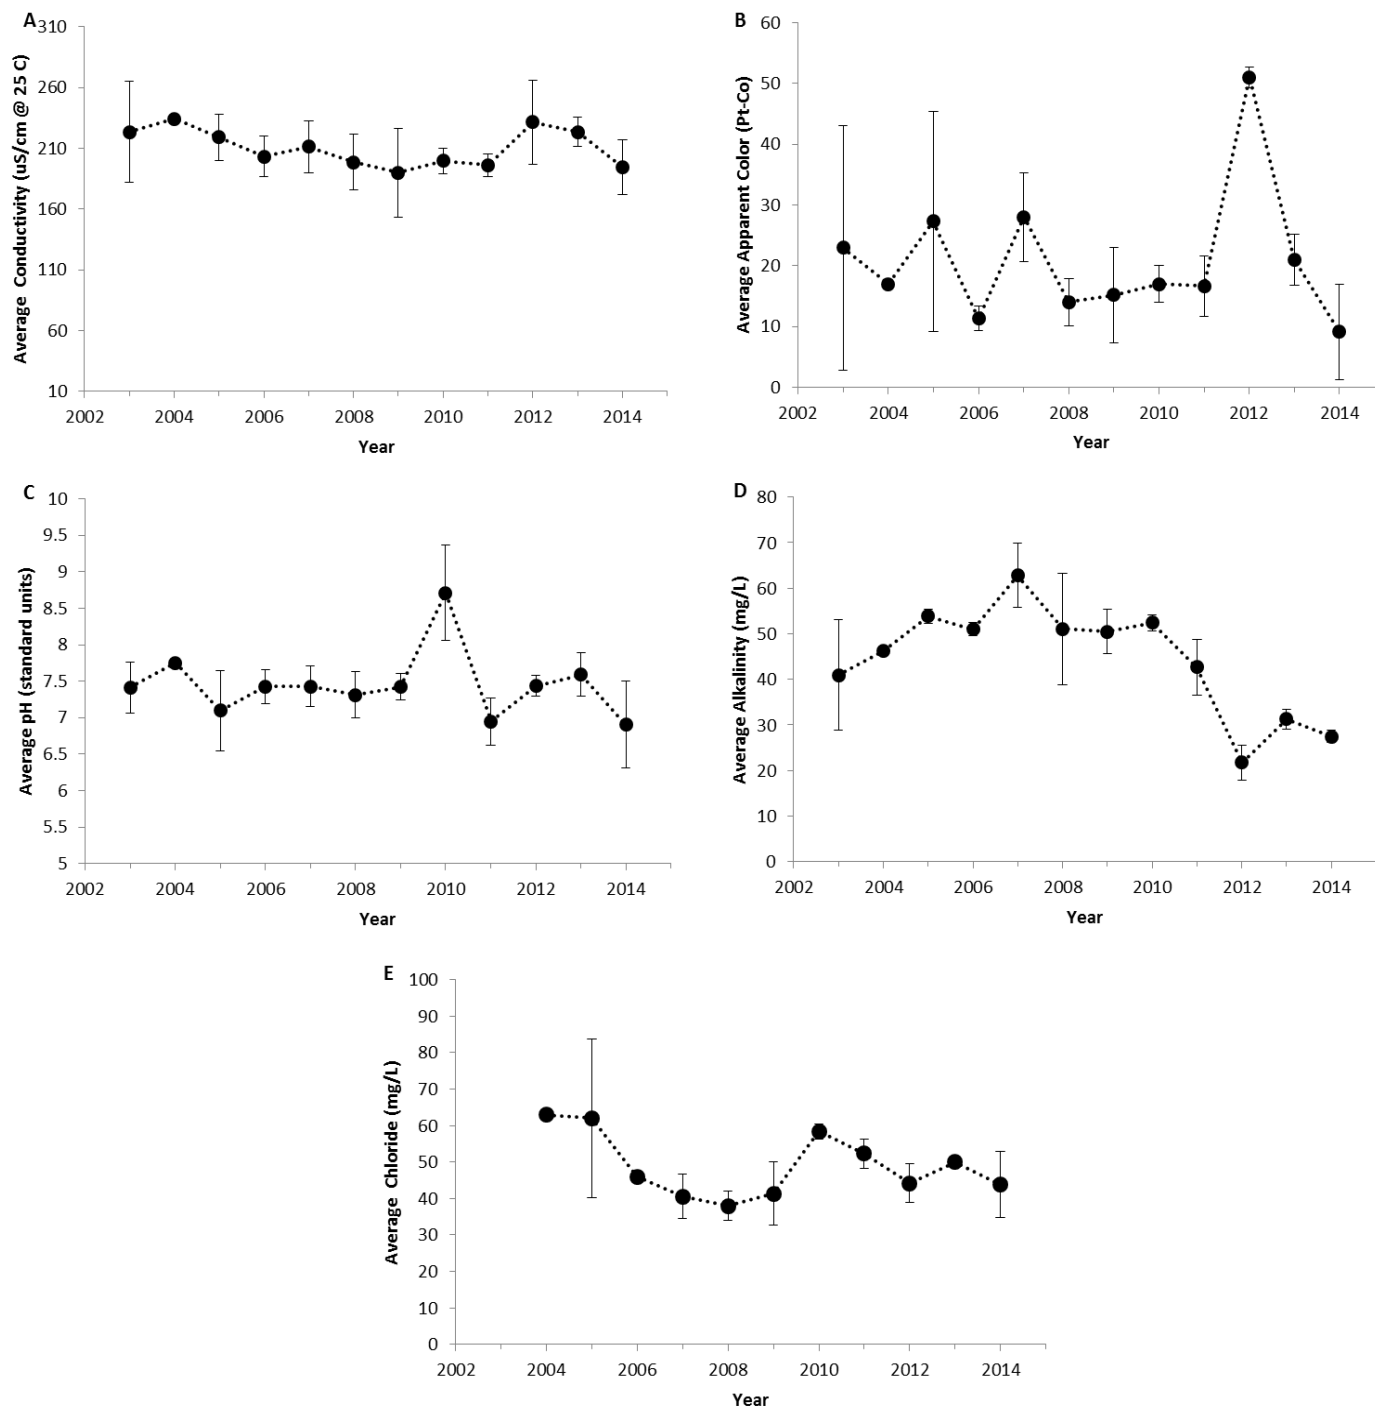 A
310
260
210
160
110
60
10
Average Conductivity (uS/cm @ 25 C)
2002 2004 2006 2008 2010 2012 2014
Year
B
60
50
40
30
20
10
0
Average Apparent Color (Pt-Co)
2002 2004 2006 2008 2010 2012 2014
Year
C
10
9.5
9
8.5
8
7.5
7
6.5
6
5.5
5
Average pH (standard units)
2002 2004 2006 2008 2010 2012 2014
Year
D
80
70
60
50
40
30
20
10
0
Average Alkalinity (mg/L)
2002 2004 2006 2008 2010 2012 2014
Year
E
100
90
80
70
60
50
40
30
20
10
0
Average Chloride (mg/L)
2002 2004 2006 2008 2010 2012 2014
Year